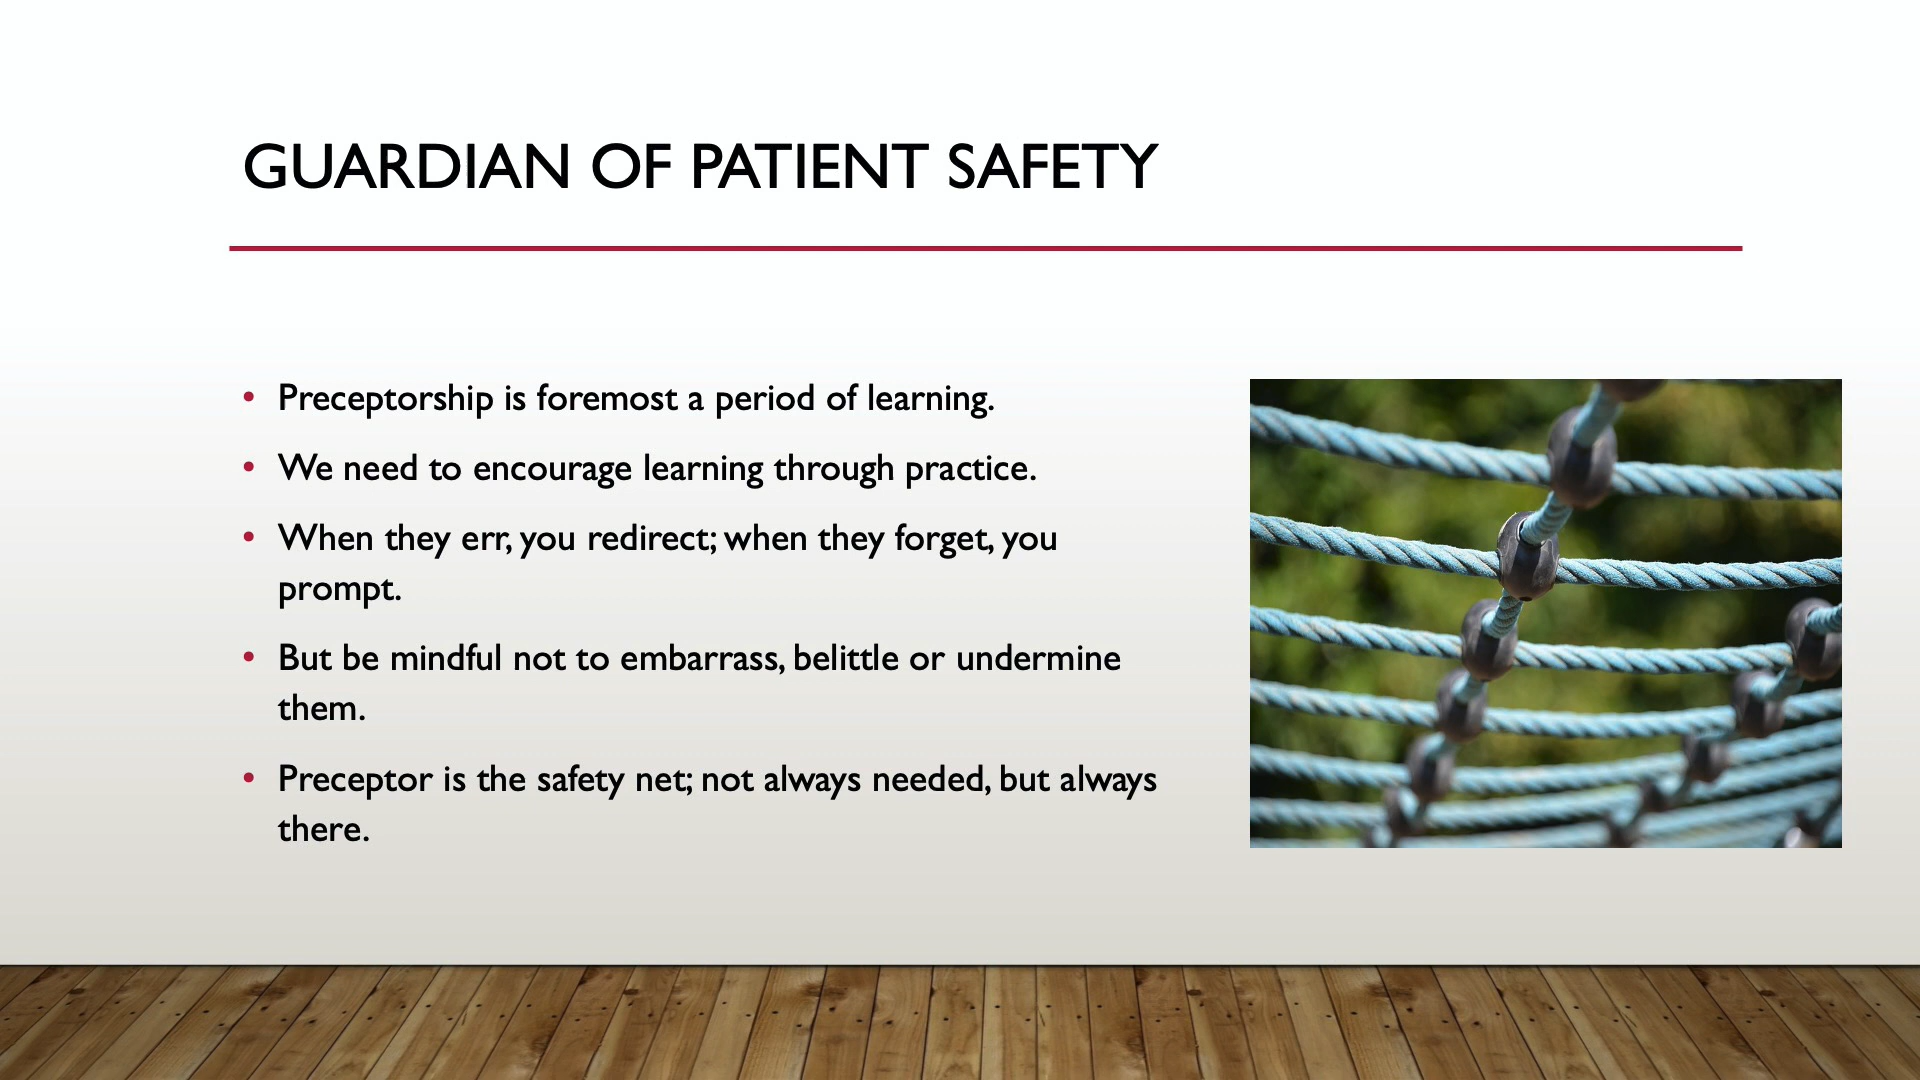 GUARDIAN OF PATIENT SAFETY
• Preceptorship is foremost a period of learning.
• We need to encourage learning through practice.
• When they err, you redirect; when they forget, you
prompt.
• But be mindful not to embarrass, belittle or undermine
them.
• Preceptor is the safety net; not always needed, but always
there.